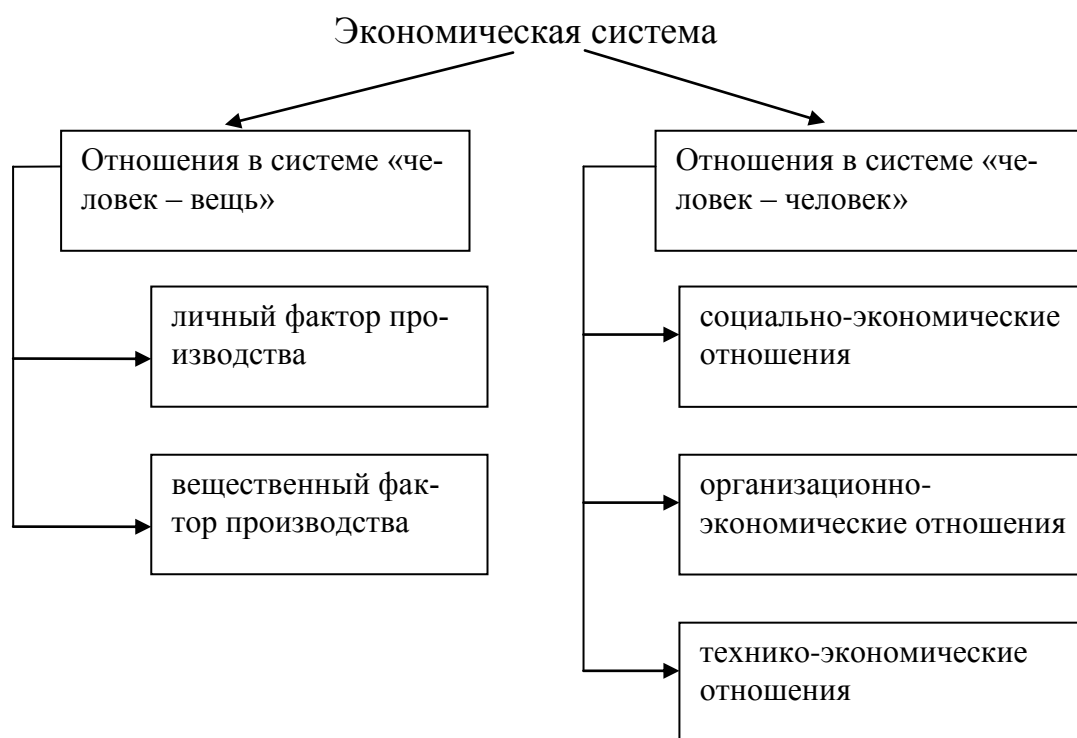 Экономическая система
Отношения в системе «че-
ловек – вещь»
личный фактор про-
изводства
вещественный фак-
тор производства
Отношения в системе «че-
ловек – человек»
социально-экономические
отношения
организационно-
экономические отношения
технико-экономические
отношения